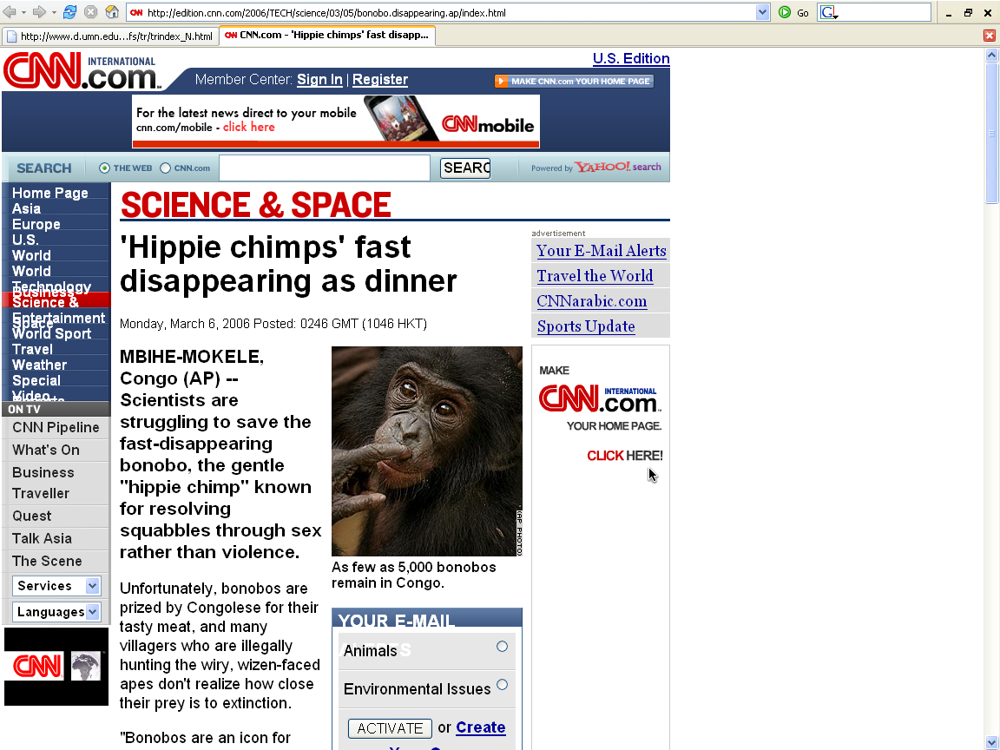 http://edition.cnn.com/2006/TECH/science/03/05/bonobo.disappearing.ap/index.html
Go
G
http://www.d.umn.edu...fs/tr/trindex_N.html
CNN CNN.com - 'Hippie chimps' fast disapp...
U.S. Edition
CNN.com INTERNATIONAL
Member Center: Sign In | Register
MAKE CNN.com YOUR HOME PAGE
For the latest news direct to your mobile
cnn.com/mobile - click here
CNNmobile
SEARCH
THE WEB
CNN.com
SEARC
Powered by YAHOO! search
Home Page
Asia
Europe
U.S.
World
World
Technology
Business
Science &
Entertainment
Space
World Sport
Travel
Weather
Special
Video
Reports
ON TV
CNN Pipeline
What's On
Business
Traveller
Quest
Talk Asia
The Scene
Services
Languages
CNN
SCIENCE & SPACE
'Hippie chimps' fast
disappearing as dinner
Monday, March 6, 2006 Posted: 0246 GMT (1046 HKT)
MBIHE-MOKELE,
Congo (AP) --
Scientists are
struggling to save the
fast-disappearing
bonobo, the gentle
"hippie chimp" known
for resolving
squabbles through sex
rather than violence.
Unfortunately, bonobos are
prized by Congolese for their
tasty meat, and many
villagers who are illegally
hunting the wiry, wizen-faced
apes don't realize how close
their prey is to extinction.
"Bonobos are an icon for
(AP PHOTO)
As few as 5,000 bonobos
remain in Congo.
YOUR E-MAIL
ALERTS
Animals
Environmental Issues
ACTIVATE or Create
advertisement
Your E-Mail Alerts
Travel the World
CNNarabic.com
Sports Update
MAKE
CNN.com INTERNATIONAL
YOUR HOME PAGE.
CLICK HERE!